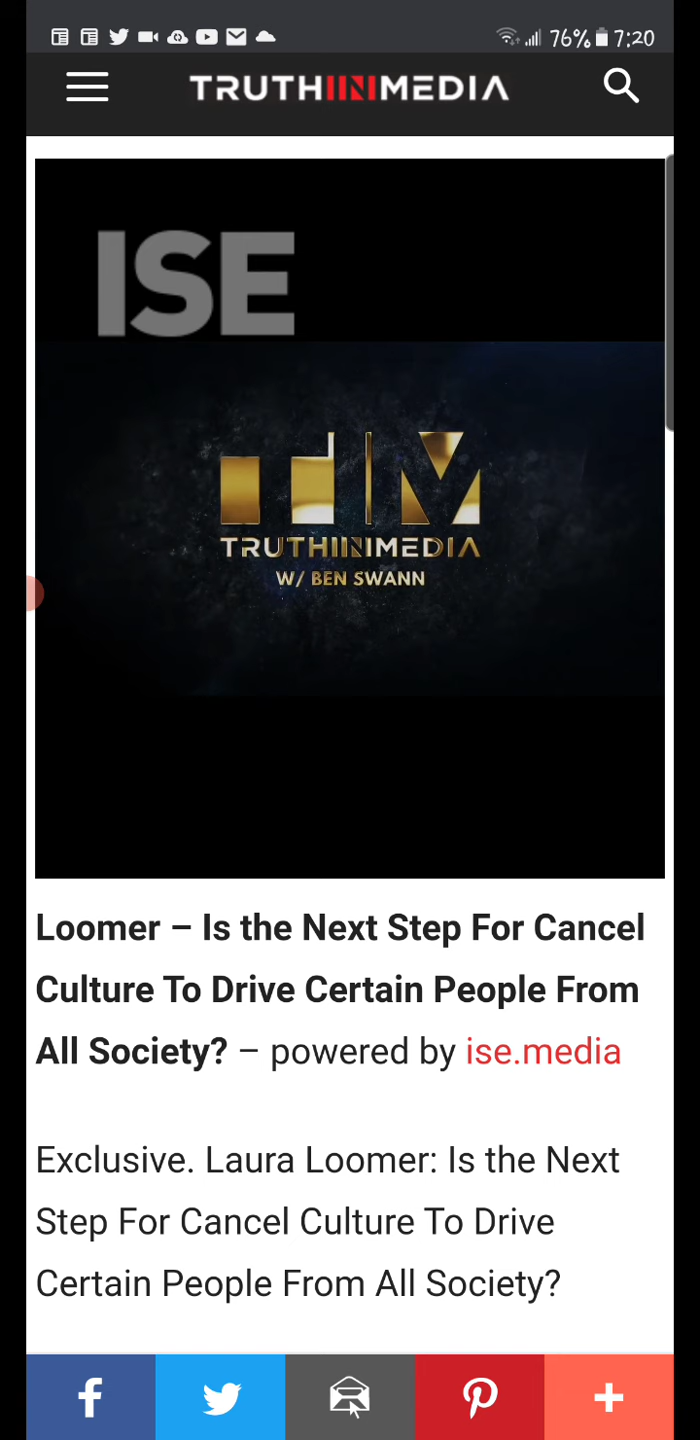 76% 7:20
TRUTHINMEDIA
ISE
TRUTHINMEDIA
W/ BEN SWANN
Loomer – Is the Next Step For Cancel
Culture To Drive Certain People From
All Society? – powered by ise.media
Exclusive. Laura Loomer: Is the Next
Step For Cancel Culture To Drive
Certain People From All Society?